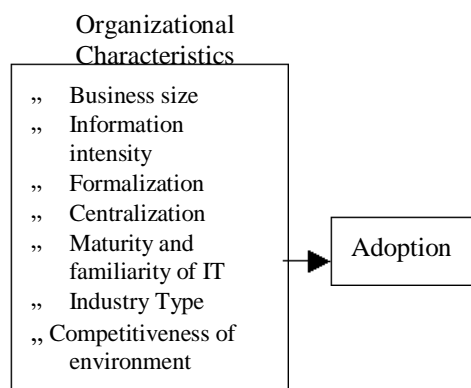 Organizational
Characteristics
„ Business size
„ Information
intensity
„ Formalization
„ Centralization
„ Maturity and
familiarity of IT
„ Industry Type
„ Competitiveness of
environment
Adoption